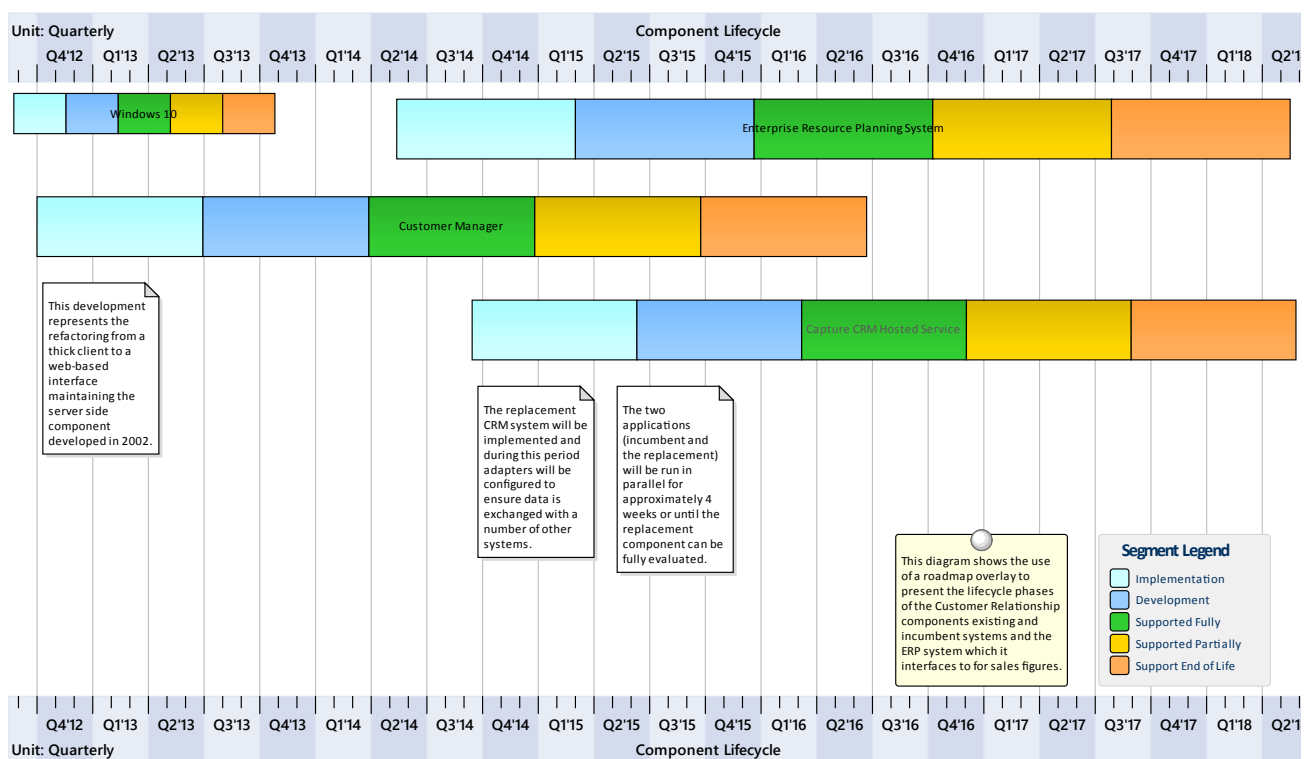 Unit: Quarterly Component Lifecycle
Q4'12 Q1'13 Q2'13 Q3'13 Q4'13 Q1'14 Q2'14 Q3'14 Q4'14 Q1'15 Q2'15 Q3'15 Q4'15 Q1'16 Q2'16 Q3'16 Q4'16 Q1'17 Q2'17 Q3'17 Q4'17 Q1'18 Q2'1
Windows 10
Enterprise Resource Planning System
Customer Manager
This development
represents the
refactoring from a
thick client to a
web-based
interface
maintaining the
server side
component
developed in 2002.
Capture CRM Hosted Service
The replacement
CRM system will be
implemented and
during this period
adapters will be
configured to
ensure data is
exchanged with a
number of other
systems.
The two
applications
(incumbent and
the replacement)
will be run in
parallel for
approximately 4
weeks or until the
replacement
component can be
fully evaluated.
This diagram shows the use
of a roadmap overlay to
present the lifecycle phases
of the Customer Relationship
components existing and
incumbent systems and the
ERP system which it
interfaces to for sales figures.
Segment Legend
Implementation
Development
Supported Fully
Supported Partially
Support End of Life
Q4'12 Q1'13 Q2'13 Q3'13 Q4'13 Q1'14 Q2'14 Q3'14 Q4'14 Q1'15 Q2'15 Q3'15 Q4'15 Q1'16 Q2'16 Q3'16 Q4'16 Q1'17 Q2'17 Q3'17 Q4'17 Q1'18 Q2'1
Unit: Quarterly Component Lifecycle